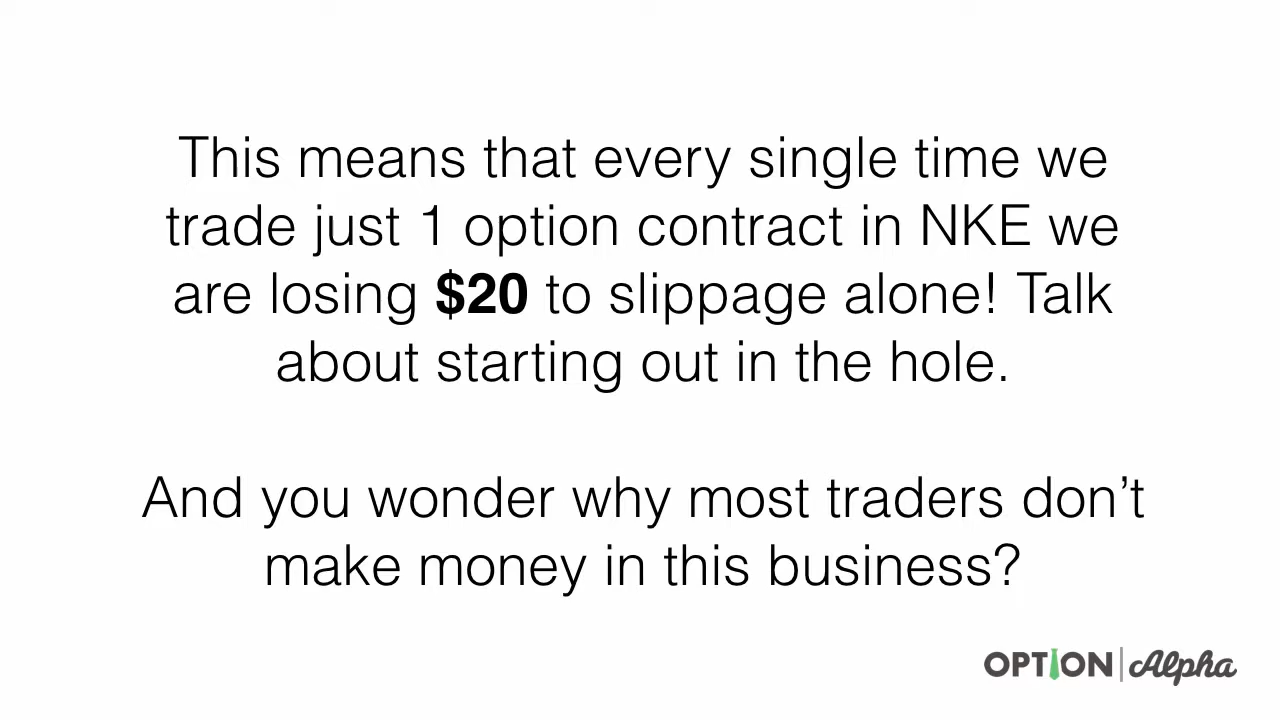 This means that every single time we
trade just 1 option contract in NKE we
are losing $20 to slippage alone! Talk
about starting out in the hole.
And you wonder why most traders don’t
make money in this business?
OPTION | Alpha